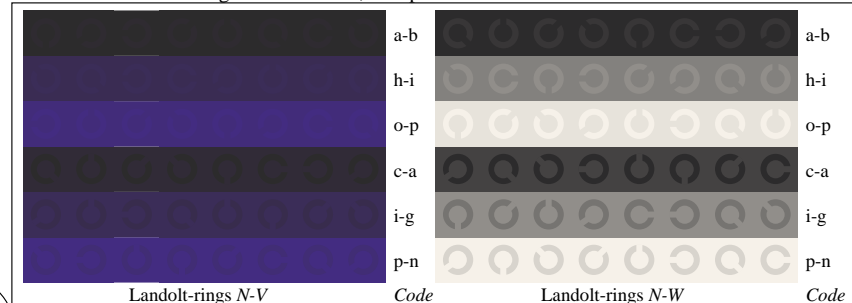 a-b a-b
h-i h-i
o-p o-p
c-a c-a
i-g i-g
p-n p-n
Landolt-rings N-V Code Landolt-rings N-W Code